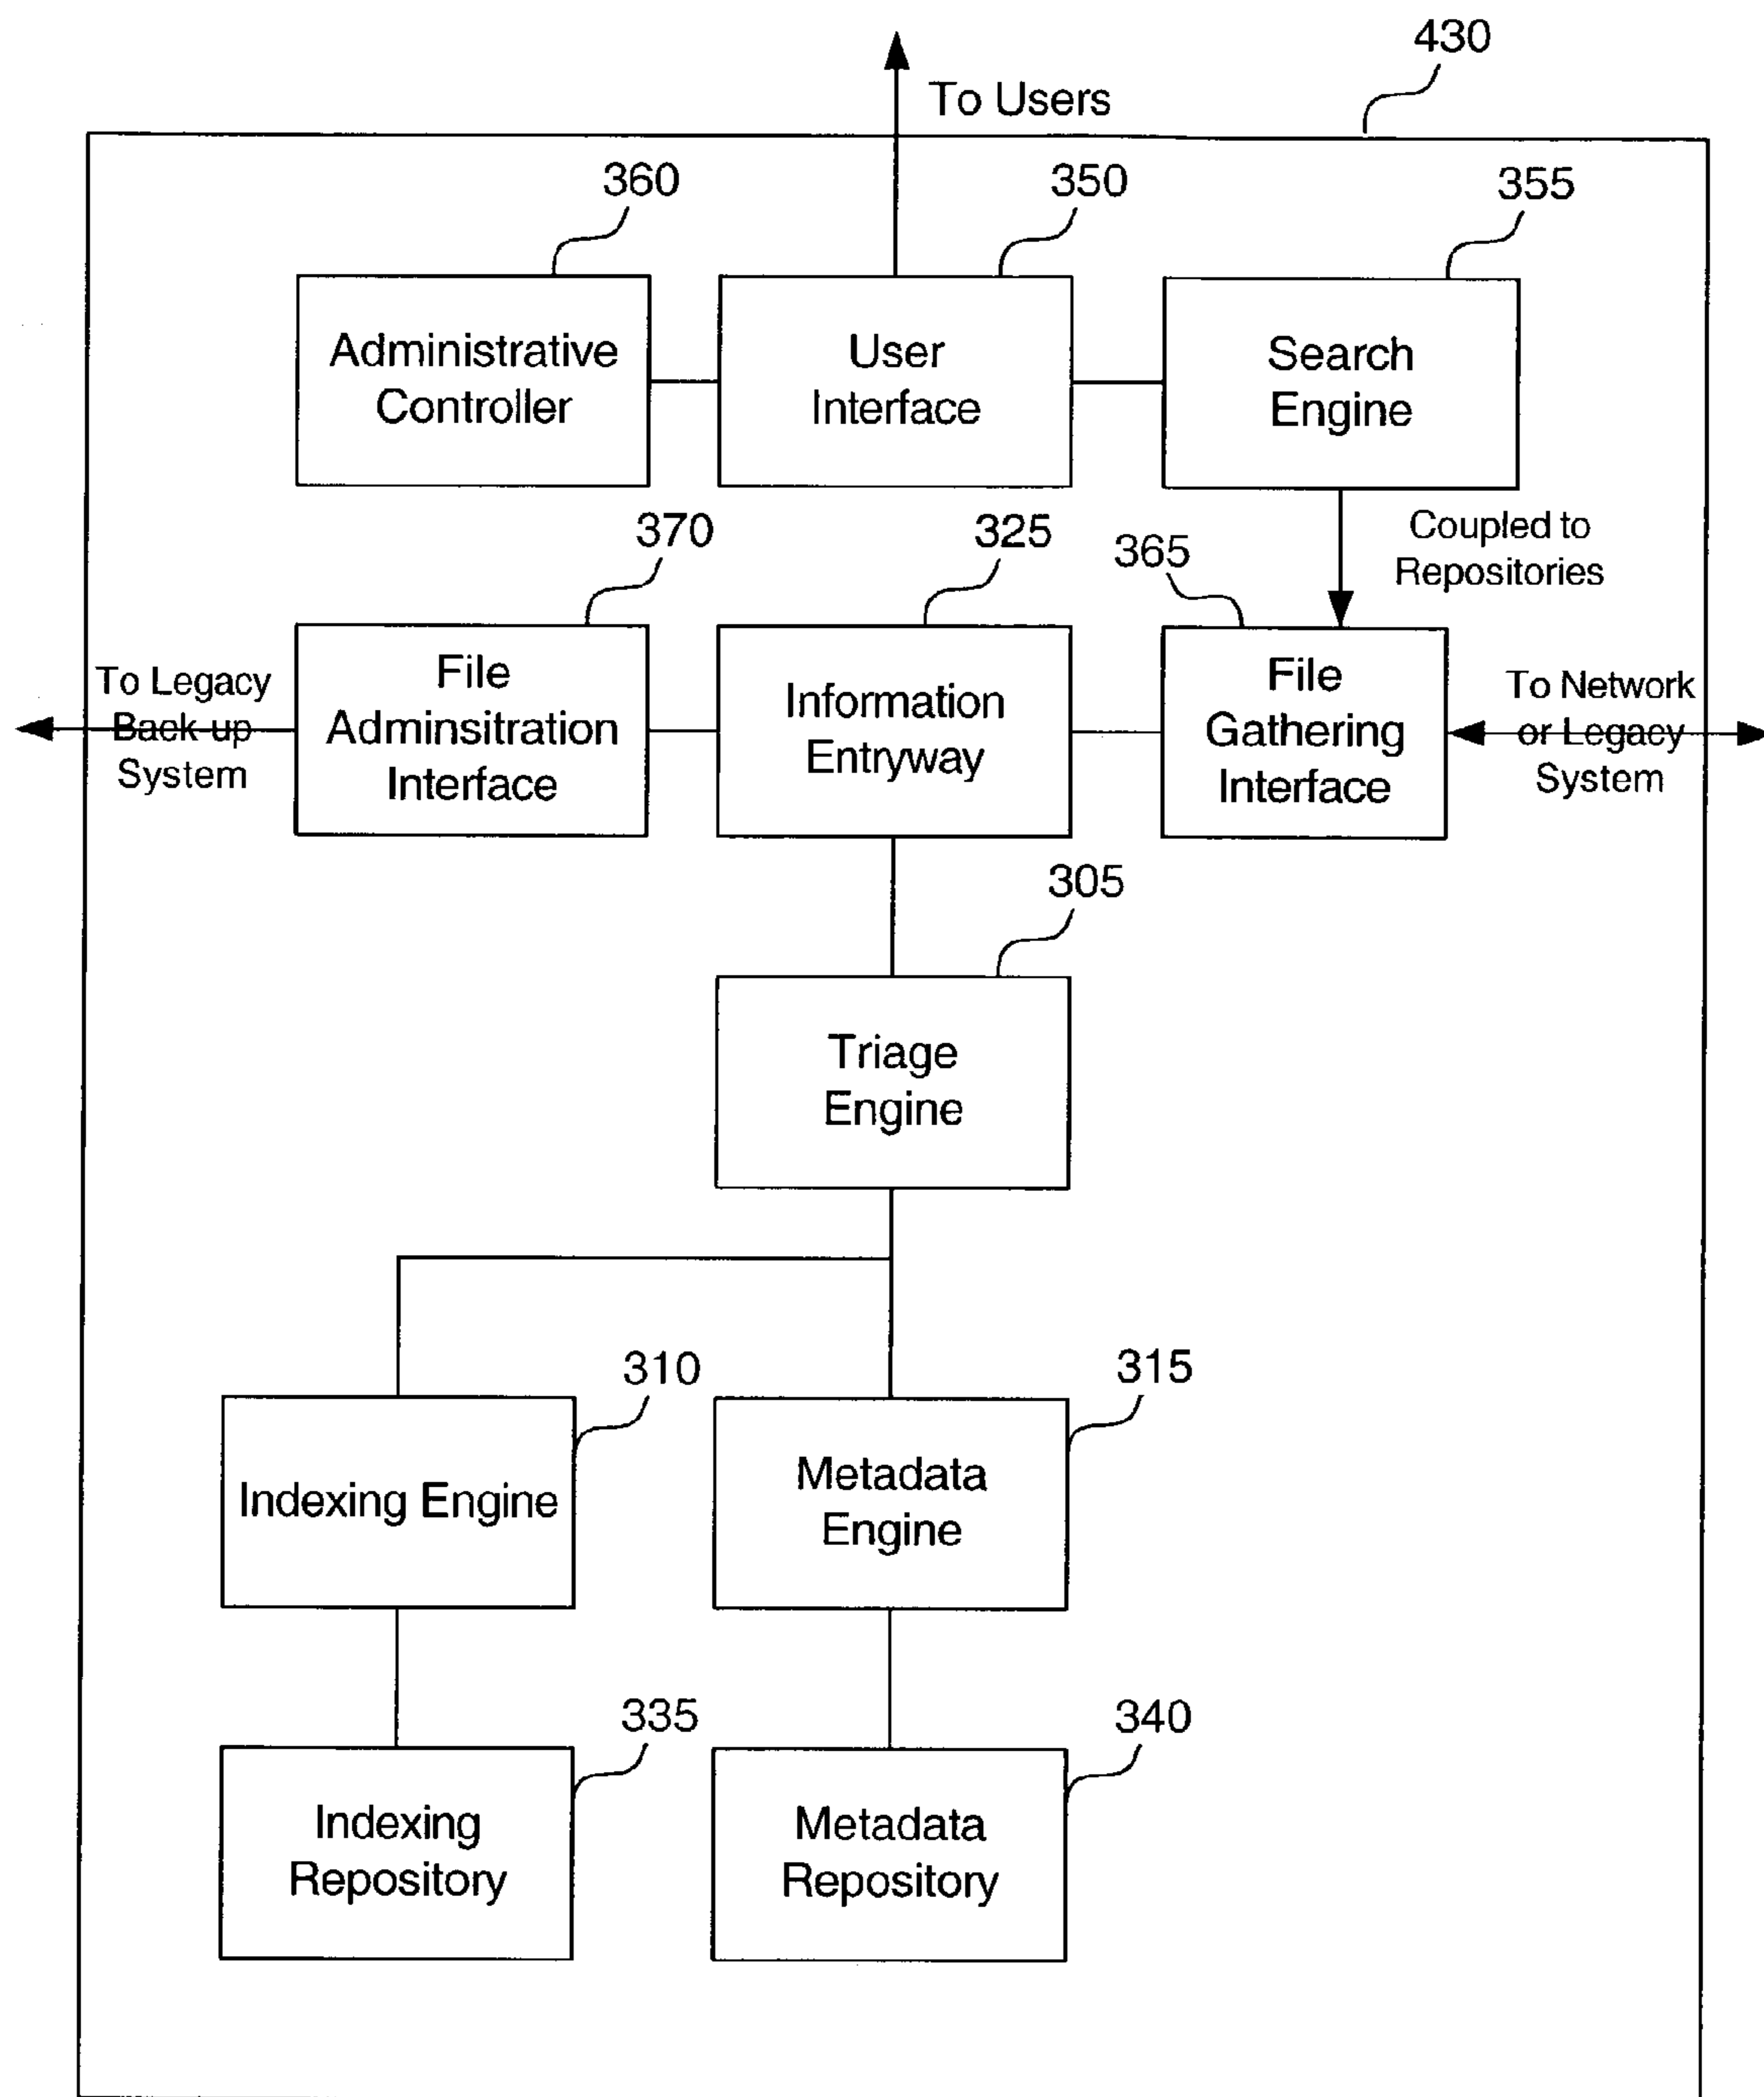 430
To Users
360
350
355
Administrative
Controller
User
Interface
Search
Engine
370
325
365
Coupled to
Repositories
To Legacy
Back-up
System
File
Adminsitration
Interface
Information
Entryway
File
Gathering
Interface
To Network
or Legacy
System
305
Triage
Engine
310
315
Indexing Engine
Metadata
Engine
335
340
Indexing
Repository
Metadata
Repository